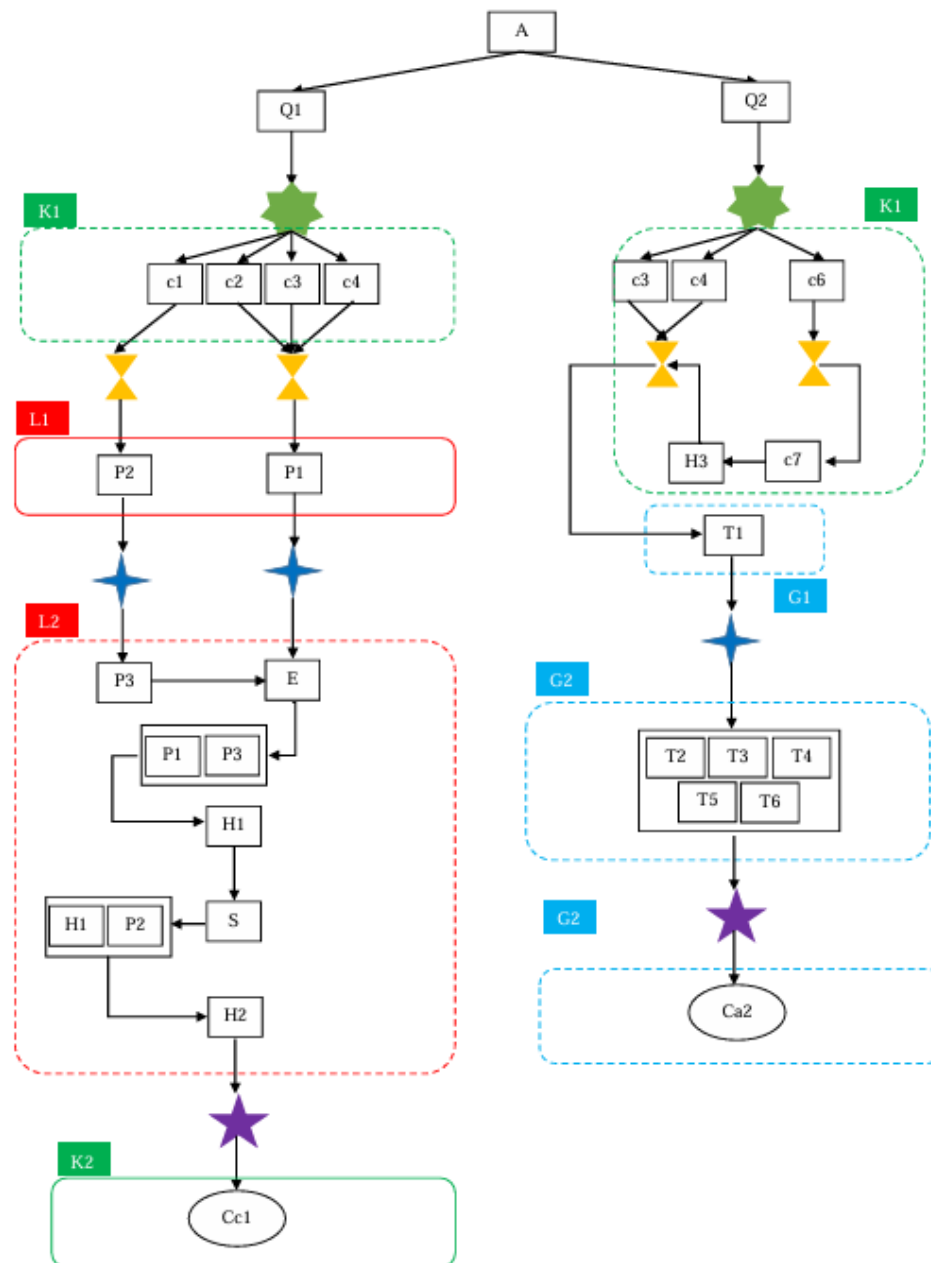 A
Q1
Q2
K1
K1
c1 c2 c3 c4
c3 c4 c6
L1
P2 P1
H3 c7
T1
G1
L2
P3 E
G2
P1 P3
T2 T3 T4
T5 T6
H1
H1 P2 S
G2
H2
Ca2
K2
Cc1